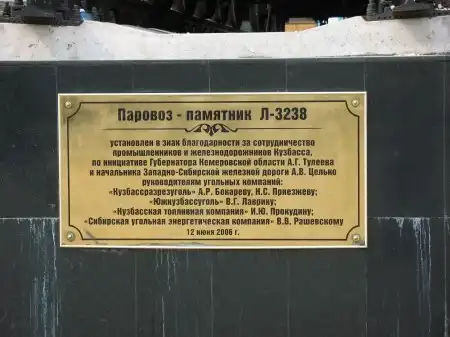 Паровоз - памятник Л-3238
установлен в знак благодарности за сотрудничество
промышленников и железнодорожников Кузбасса,
по инициативе Губернатора Кемеровской области А.Г. Тулеева
и начальника Западно-Сибирской железной дороги А.В. Целько
руководителям угольных компаний:
«Кузбассразрезуголь» А.Р. Бокареву, Н.С. Приезжеву;
«Южкузбассуголь» В.Г. Лаврику;
«Кузбасская топливная компания» И.Ю. Прокудину;
«Сибирская угольная энергетическая компания» В.В. Рашевскому
12 июня 2006 г.